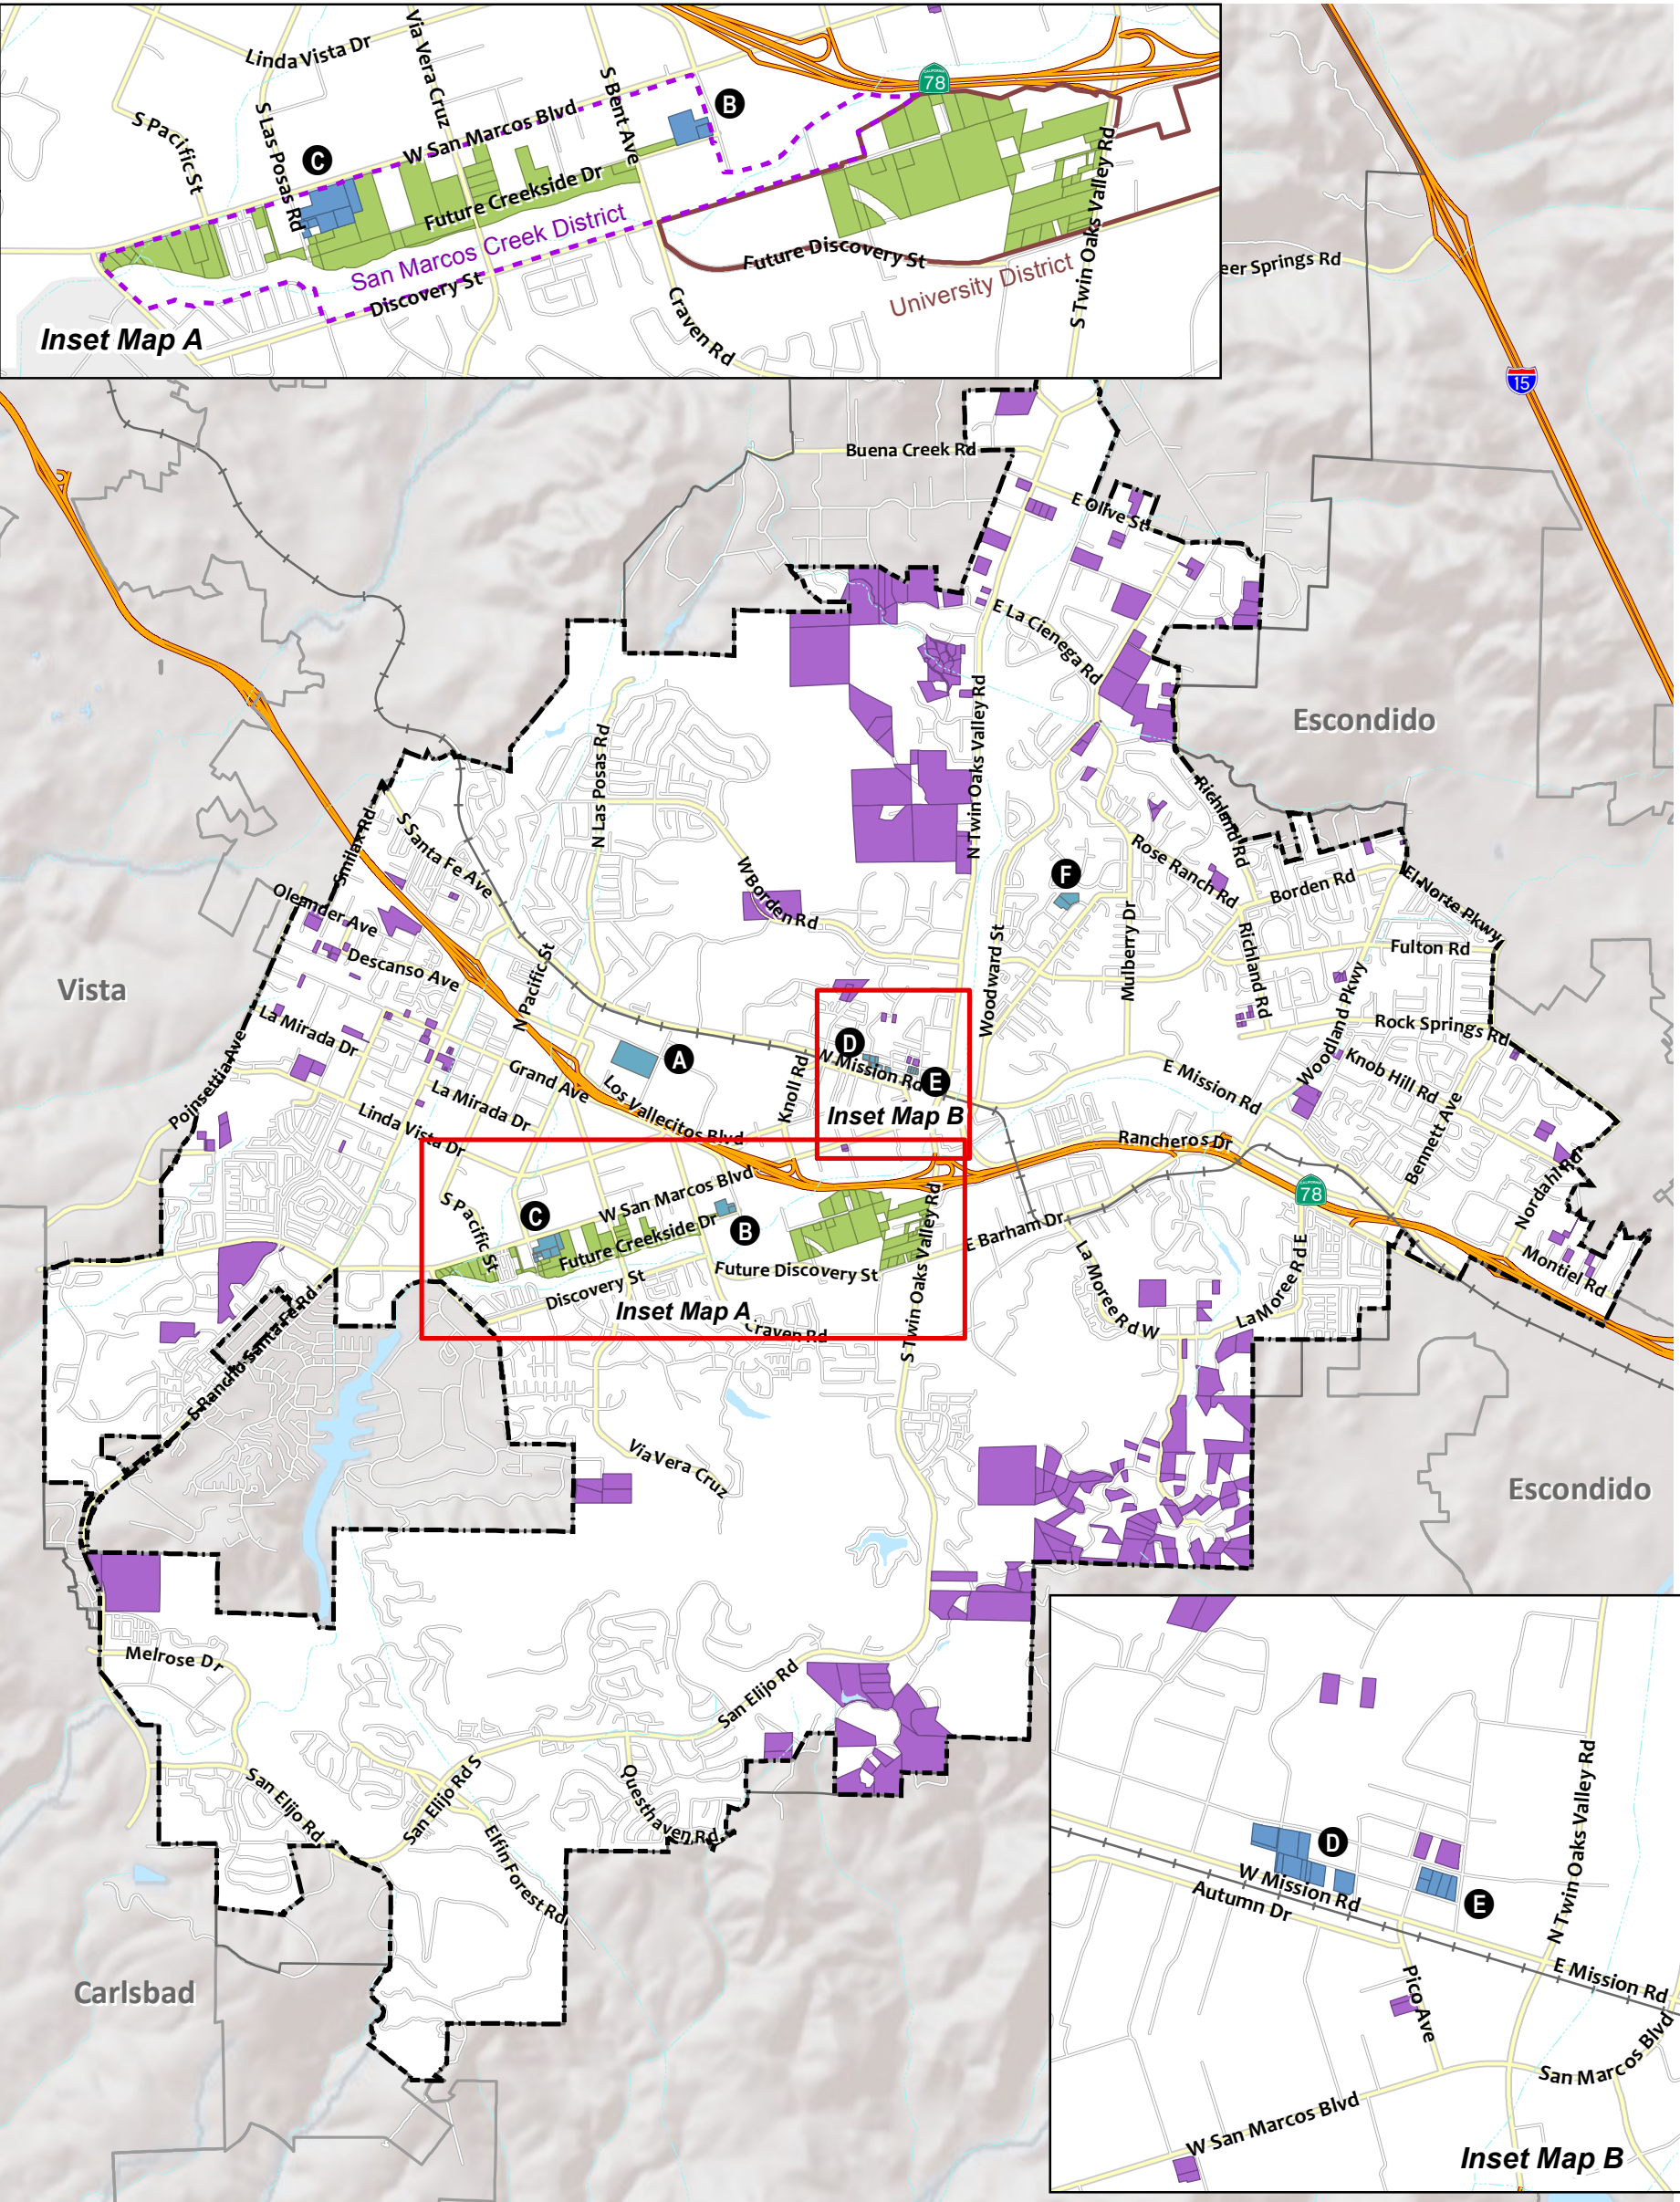 Linda Vista Dr
Via Vera Cruz
S Bent Ave
CALIFORNIA
78
B
S Pacific St
S Las Posas Rd
C
W San Marcos Blvd
Future Creekside Dr
San Marcos Creek District
Discovery St
Future Discovery St
University District
S Twin Oaks Valley Rd
Craven Rd
Inset Map A
eer Springs Rd
15
Buena Creek Rd
E Olive St
E La Cienega Rd
Escondido
N Las Posas Rd
N Twin Oaks Valley Rd
Smilax Rd
S Santa Fe Ave
Richland Rd
Rose Ranch Rd
Borden Rd
El Norte Pkwy
Oleander Ave
W Borden Rd
F
Descanso Ave
Fulton Rd
Vista
N Pacific St
Woodward St
Mulberry Dr
Richland Rd
Woodland Pkwy
La Mirada Dr
Poinsettia Ave
Rock Springs Rd
Knob Hill Rd
A
D
W Mission Rd
E
Grand Ave
La Mirada Dr
Los Vallecitos Blvd
Knoll Rd
Inset Map B
E Mission Rd
Bennett Ave
Linda Vista Dr
Rancheros Dr
Nordahl Rd
CALIFORNIA
78
S Pacific St
C
W San Marcos Blvd
Future Creekside Dr
B
Discovery St
Future Discovery St
S Twin Oaks Valley Rd
E Barham Dr
Inset Map A
Craven Rd
La Moree Rd W
La Moree Rd E
Montiel Rd
S Rancho Santa Fe Rd
Via Vera Cruz
Escondido
Melrose Dr
San Elijo Rd
San Elijo Rd
San Elijo Rd S
Questhaven Rd
Elfin Forest Rd
Carlsbad
N Twin Oaks Valley Rd
D
W Mission Rd
Autumn Dr
E
E Mission Rd
Pico Ave
San Marcos Blvd
W San Marcos Blvd
Inset Map B